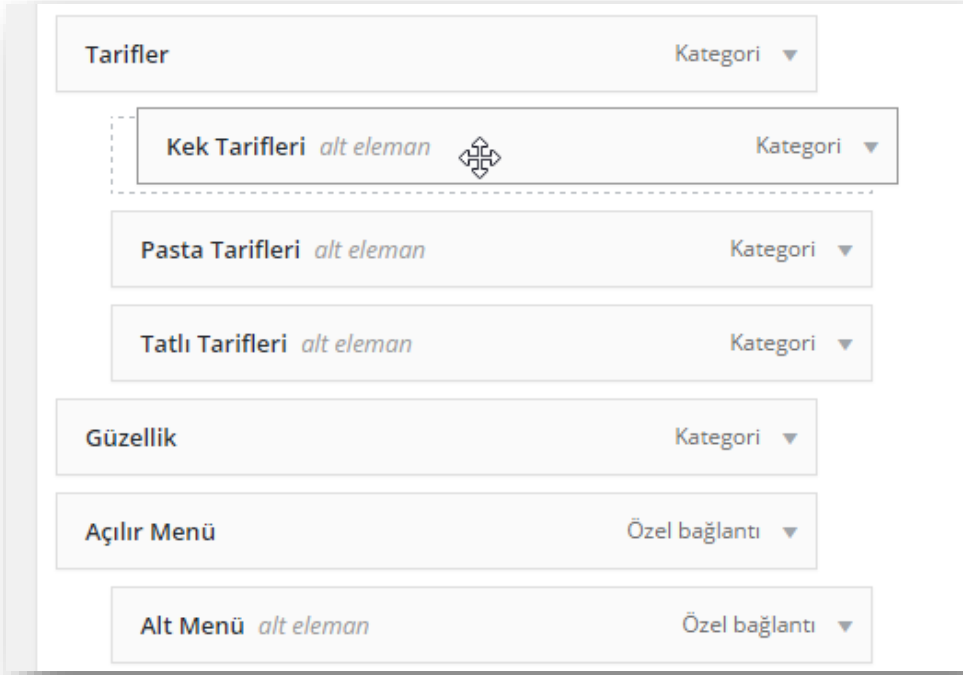 Tarifler Kategori
Kek Tarifleri alt eleman Kategori
Pasta Tarifleri alt eleman Kategori
Tatlı Tarifleri alt eleman Kategori
Güzellik Kategori
Açılır Menü Özel bağlantı
Alt Menü alt eleman Özel bağlantı